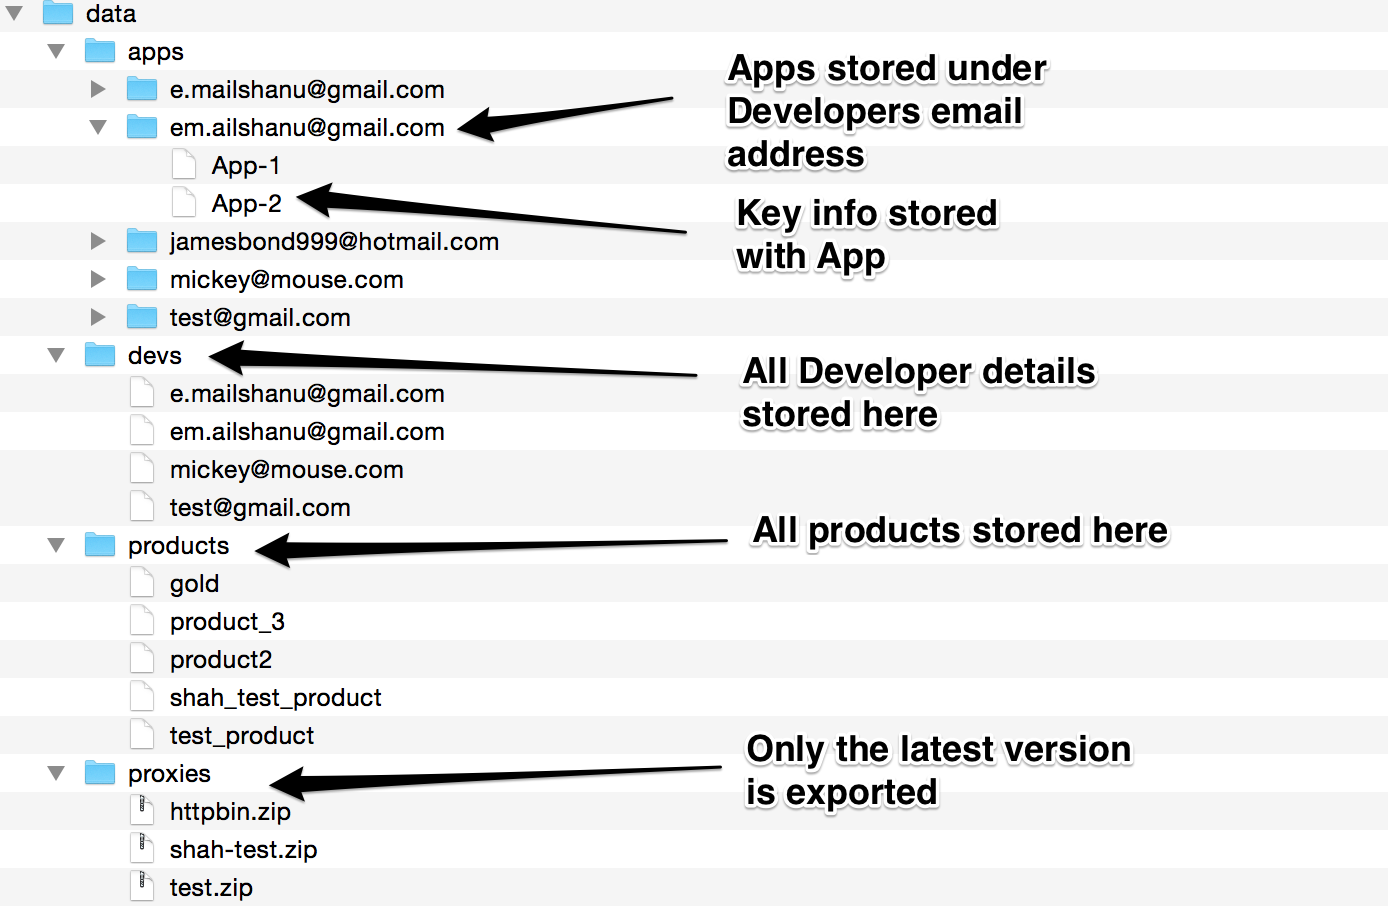 data
apps
e.mailshanu@gmail.com
em.ailshanu@gmail.com
App-1
App-2
jamesbond999@hotmail.com
mickey@mouse.com
test@gmail.com
devs
e.mailshanu@gmail.com
em.ailshanu@gmail.com
mickey@mouse.com
test@gmail.com
products
gold
product_3
product2
shah_test_product
test_product
proxies
httpbin.zip
shah-test.zip
test.zip
Apps stored under
Developers email
address
Key info stored
with App
All Developer details
stored here
All products stored here
Only the latest version
is exported